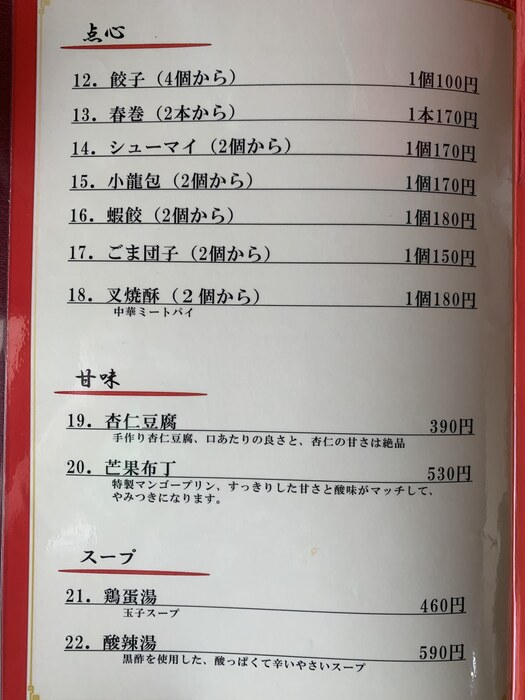 点心
12. 餃子（4個から） 1個100円
13. 春巻（2本から） 1本170円
14. シューマイ（2個から） 1個170円
15. 小龍包（2個から） 1個170円
16. 蝦餃（2個から） 1個180円
17. ごま団子（2個から） 1個150円
18. 叉焼酥（２個から） 1個180円
中華ミートパイ
甘味
19. 杏仁豆腐 390円
手作り杏仁豆腐、口あたりの良さと、杏仁の甘さは絶品
20. 芒果布丁 530円
特製マンゴープリン、すっきりした甘さと酸味がマッチして、
やみつきになります。
スープ
21. 鶏蛋湯 460円
玉子スープ
22. 酸辣湯 590円
黒酢を使用した、酸っぱくて辛いやさいスープ